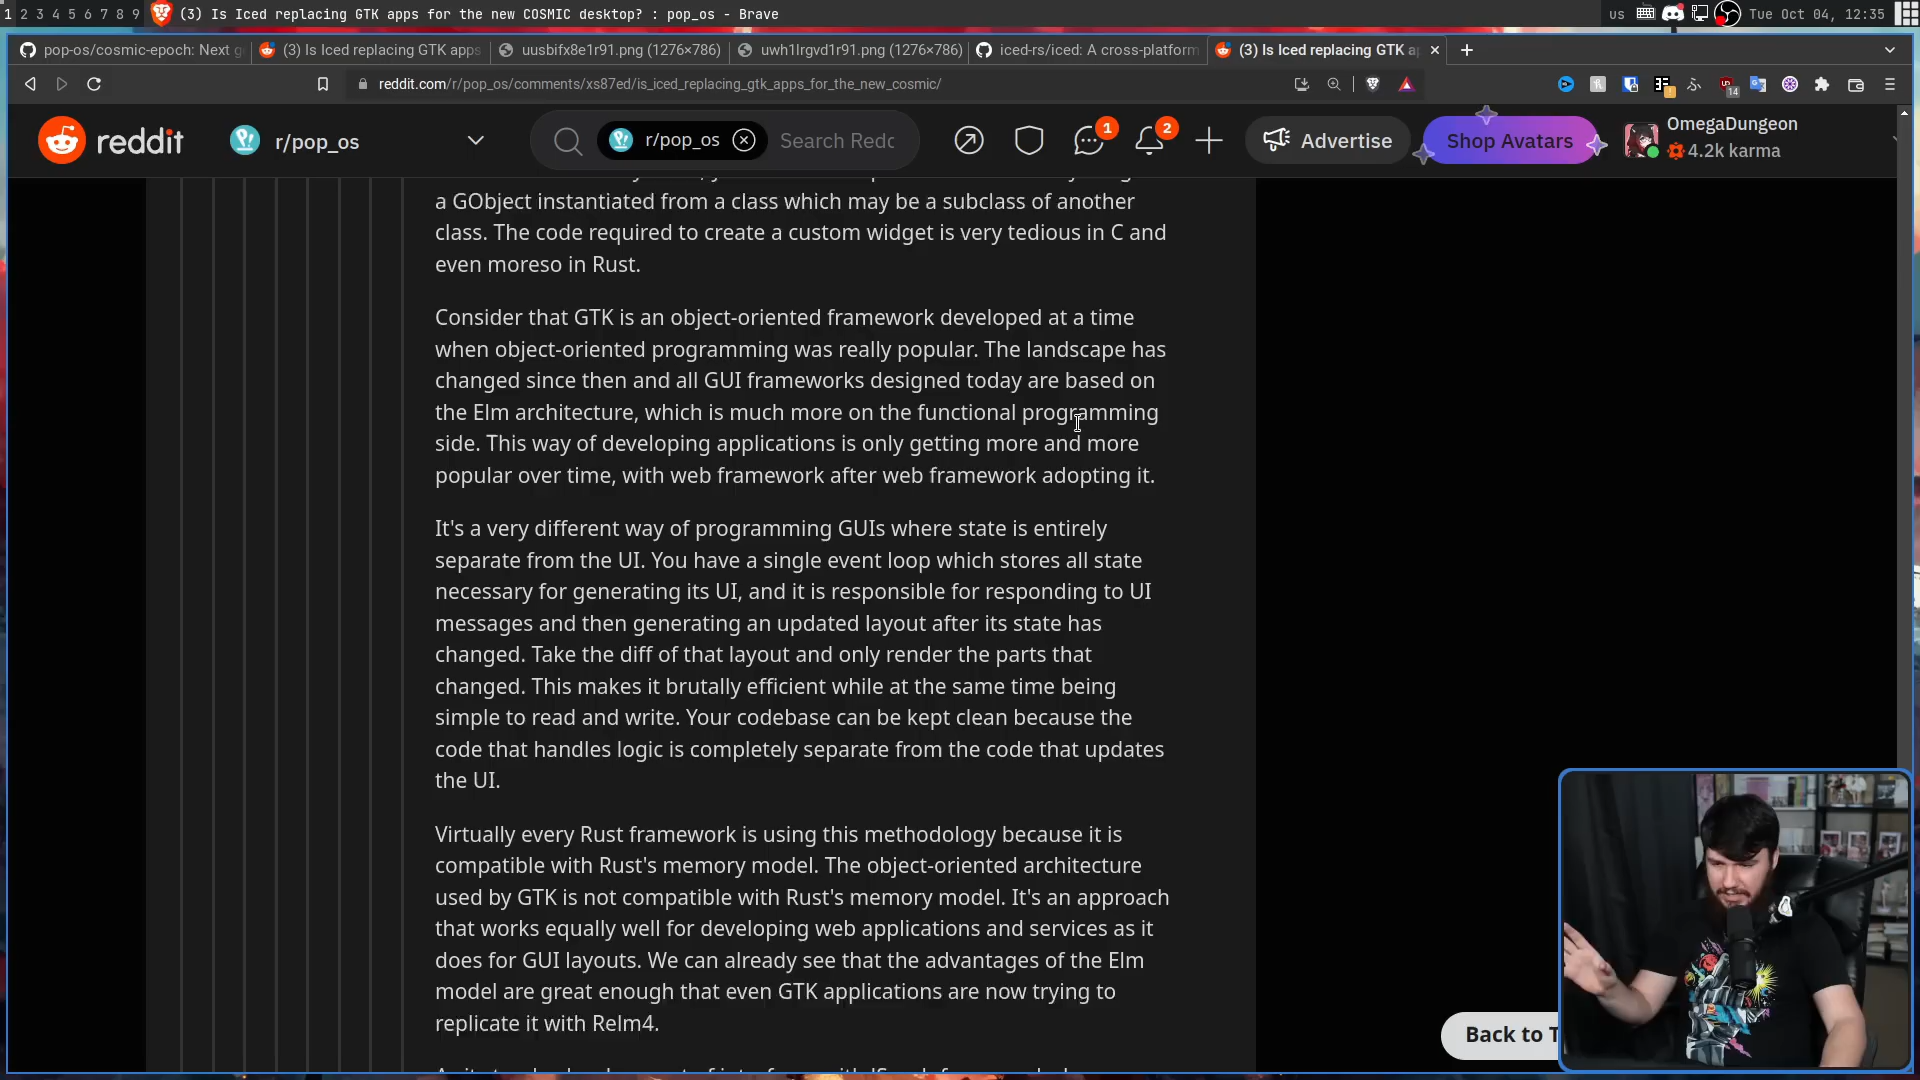 1 2 3 4 5 6 7 8 9 (3) Is Iced replacing GTK apps for the new COSMIC desktop? : pop_os - Brave us Tue Oct 04, 12:35
pop-os/cosmic-epoch: Next g (3) Is Iced replacing GTK apps uusbifx8e1r91.png (1276×786) uwh1lrgvd1r91.png (1276×786) iced-rs/iced: A cross-platform (3) Is Iced replacing GTK a
reddit.com/r/pop_os/comments/xs87ed/is_iced_replacing_gtk_apps_for_the_new_cosmic/ 14
reddit r/pop_os r/pop_os Search Redd 1 2 Advertise Shop Avatars OmegaDungeon
4.2k karma
a GObject instantiated from a class which may be a subclass of another
class. The code required to create a custom widget is very tedious in C and
even moreso in Rust.
Consider that GTK is an object-oriented framework developed at a time
when object-oriented programming was really popular. The landscape has
changed since then and all GUI frameworks designed today are based on
the Elm architecture, which is much more on the functional programming
side. This way of developing applications is only getting more and more
popular over time, with web framework after web framework adopting it.
It's a very different way of programming GUIs where state is entirely
separate from the UI. You have a single event loop which stores all state
necessary for generating its UI, and it is responsible for responding to UI
messages and then generating an updated layout after its state has
changed. Take the diff of that layout and only render the parts that
changed. This makes it brutally efficient while at the same time being
simple to read and write. Your codebase can be kept clean because the
code that handles logic is completely separate from the code that updates
the UI.
Virtually every Rust framework is using this methodology because it is
compatible with Rust's memory model. The object-oriented architecture
used by GTK is not compatible with Rust's memory model. It's an approach
that works equally well for developing web applications and services as it
does for GUI layouts. We can already see that the advantages of the Elm
model are great enough that even GTK applications are now trying to
replicate it with Relm4.
Back to T